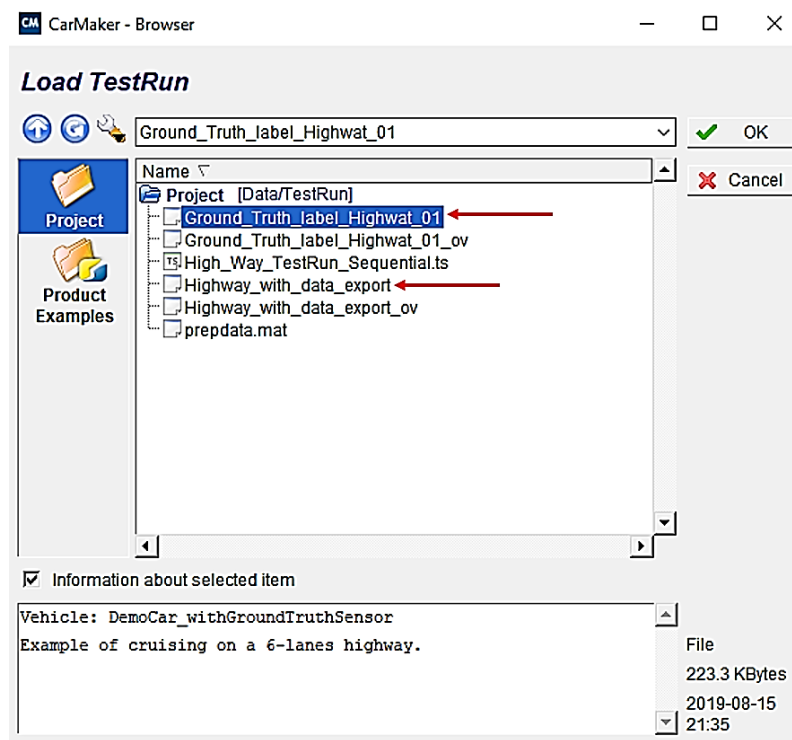 CM CarMaker - Browser
Load TestRun
Ground_Truth_label_Highwat_01
OK
Cancel
Project
Product
Examples
Name
Project [Data/TestRun]
Ground_Truth_label_Highwat_01
Ground_Truth_label_Highwat_01_ov
TS High_Way_TestRun_Sequential.ts
Highway_with_data_export
Highway_with_data_export_ov
prepdata.mat
Information about selected item
Vehicle: DemoCar_withGroundTruthSensor
Example of cruising on a 6-lanes highway.
File
223.3 KBytes
2019-08-15
21:35